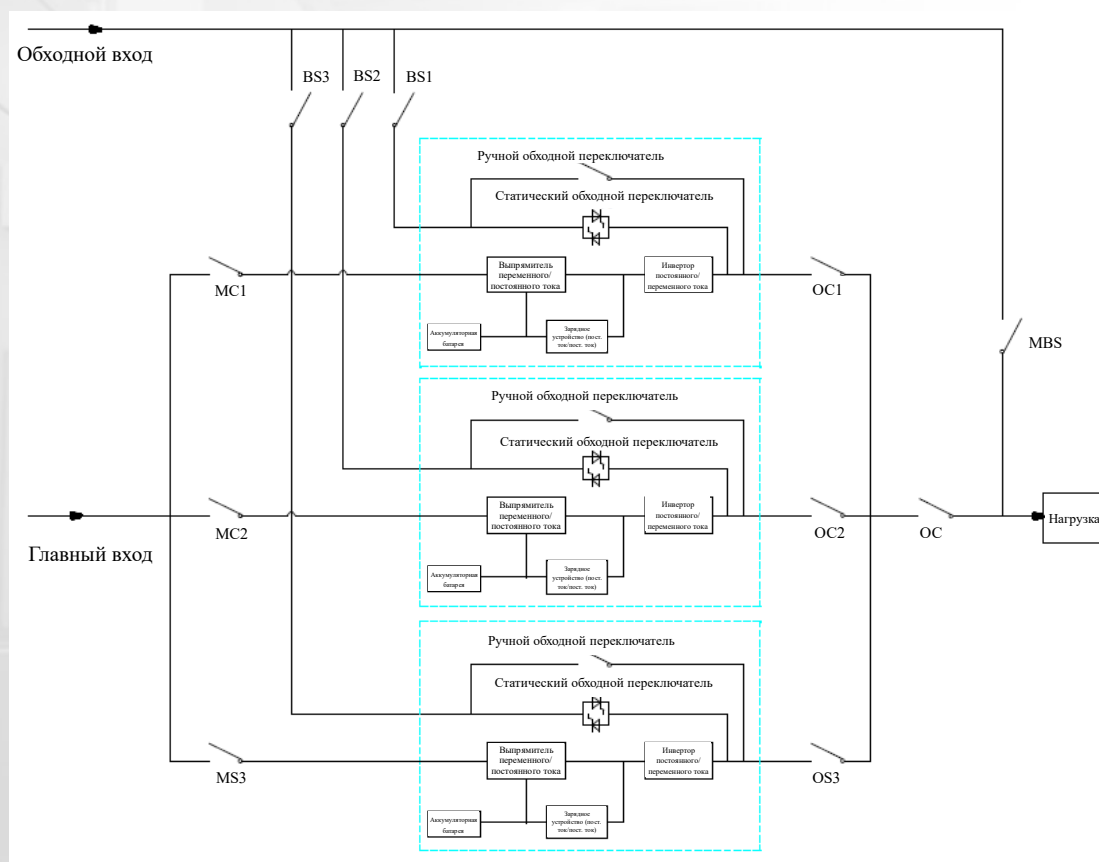 Обходной вход
BS3
BS2
BS1
Ручной обходной переключатель
Статический обходной переключатель
MC1
Выпрямитель
переменного/
постоянного тока
Инвертор
постоянного/
переменного тока
OC1
Аккумуляторная
батарея
Зарядное
устройство (пост.
ток/пост. ток)
MBS
Ручной обходной переключатель
Статический обходной переключатель
Главный вход
MC2
Выпрямитель
переменного/
постоянного тока
Инвертор
постоянного/
переменного тока
OC2
OC
Нагрузка
Аккумуляторная
батарея
Зарядное
устройство (пост.
ток/пост. ток)
Ручной обходной переключатель
Статический обходной переключатель
MS3
Выпрямитель
переменного/
постоянного тока
Инвертор
постоянного/
переменного тока
OS3
Аккумуляторная
батарея
Зарядное
устройство (пост.
ток/пост. ток)